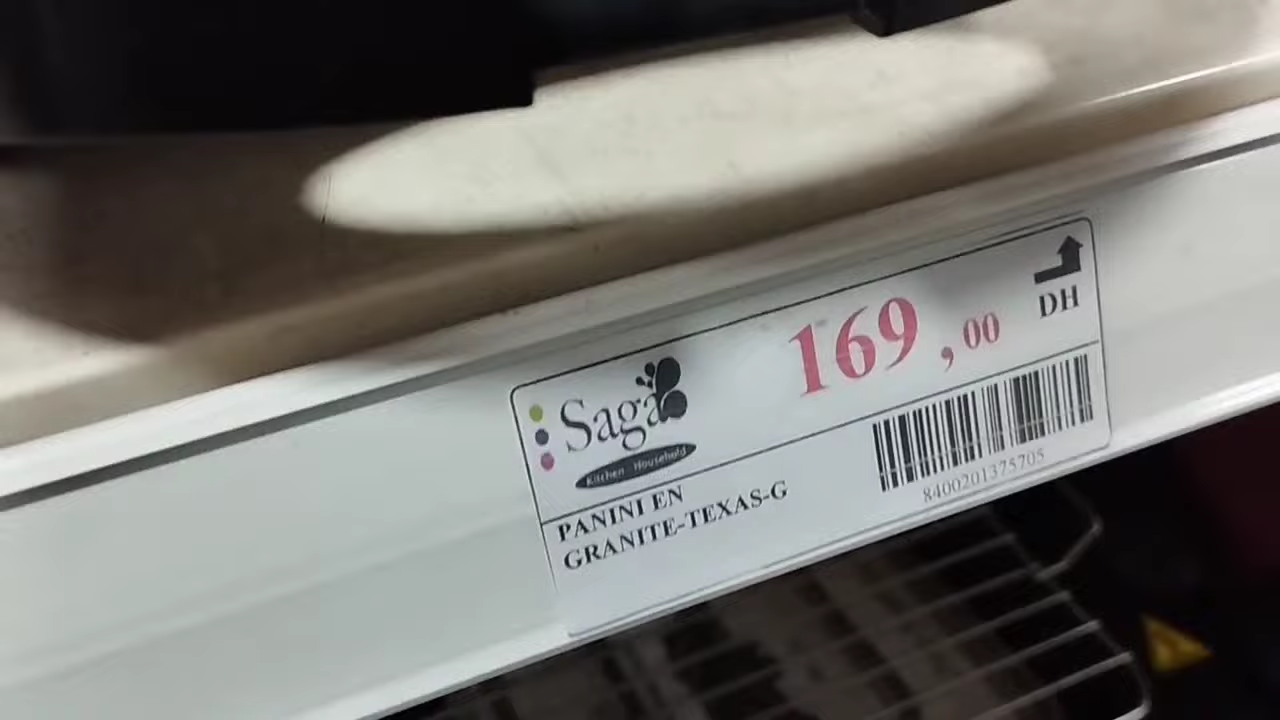 Saga
Kitchen - Household
169,00
DH
PANINI EN
GRANITE-TEXAS-G
8400201375705